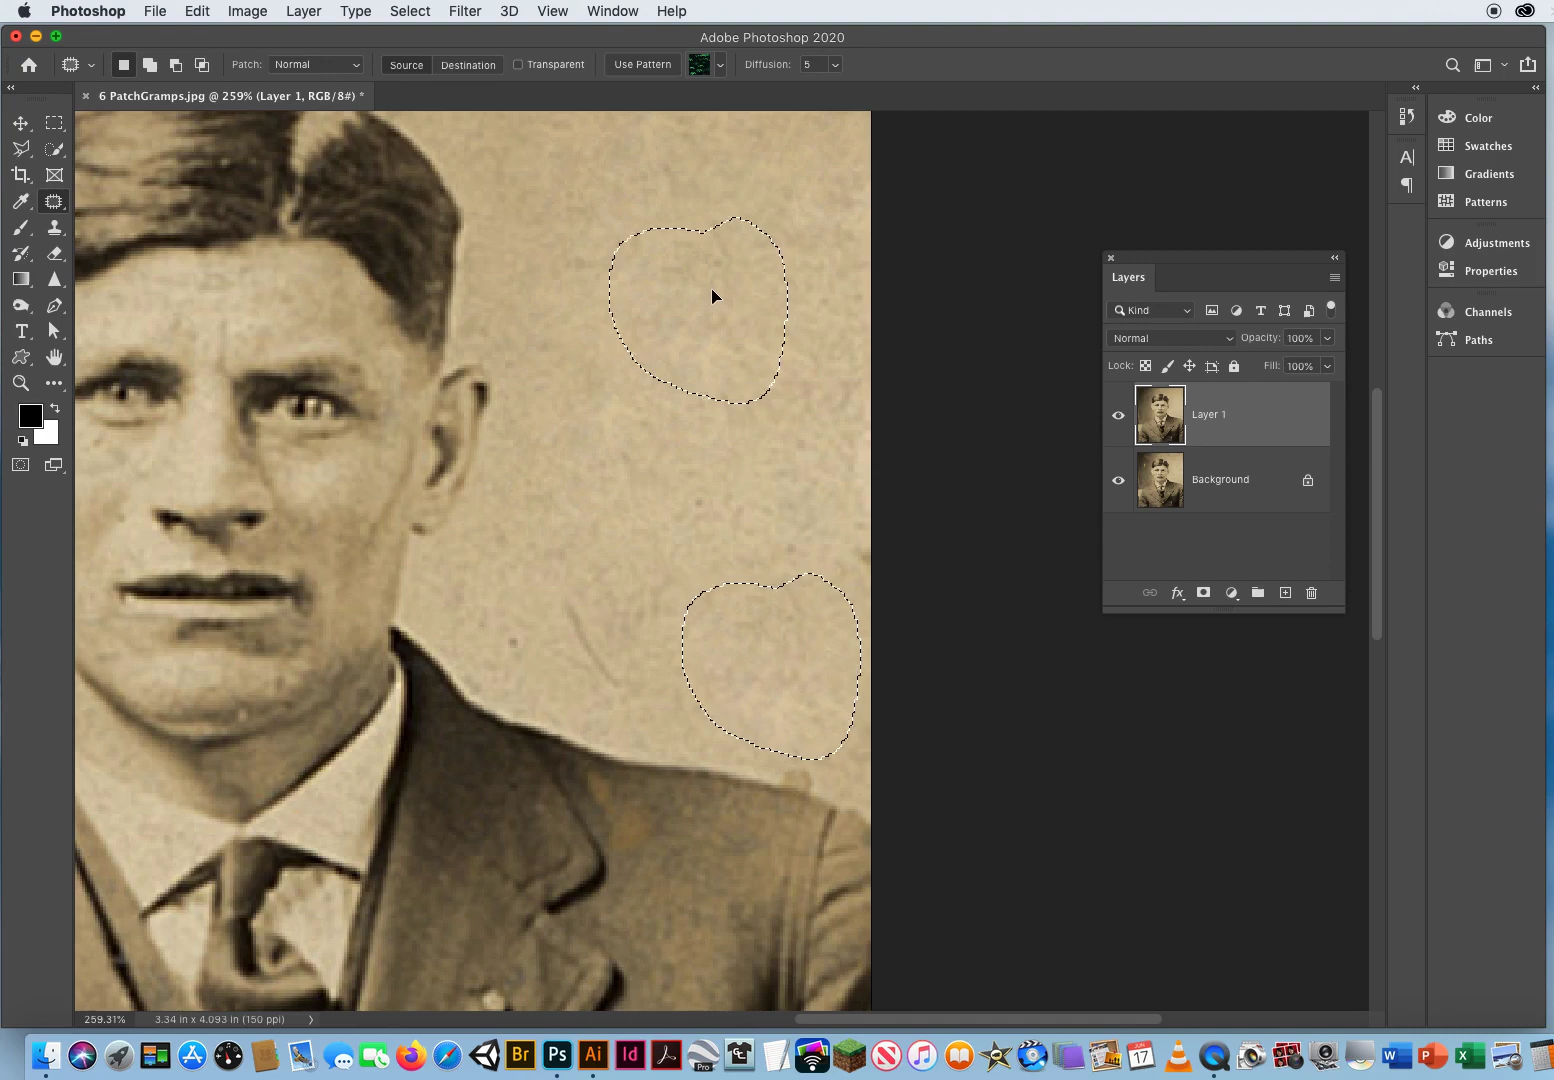 Photoshop File Edit Image Layer Type Select Filter 3D View Window Help
Adobe Photoshop 2020
Patch: Normal Source Destination Transparent Use Pattern Diffusion: 5
6 PatchGramps.jpg @ 259% (Layer 1, RGB/8#) *
Color
Swatches
Gradients
Patterns
Adjustments
Properties
Channels
Paths
Layers
Kind
Normal Opacity: 100%
Lock: Fill: 100%
Layer 1
Background
259.31% 3.34 in x 4.093 in (150 ppi)
Br Ps Ai Id Pro JUN 17 W P X